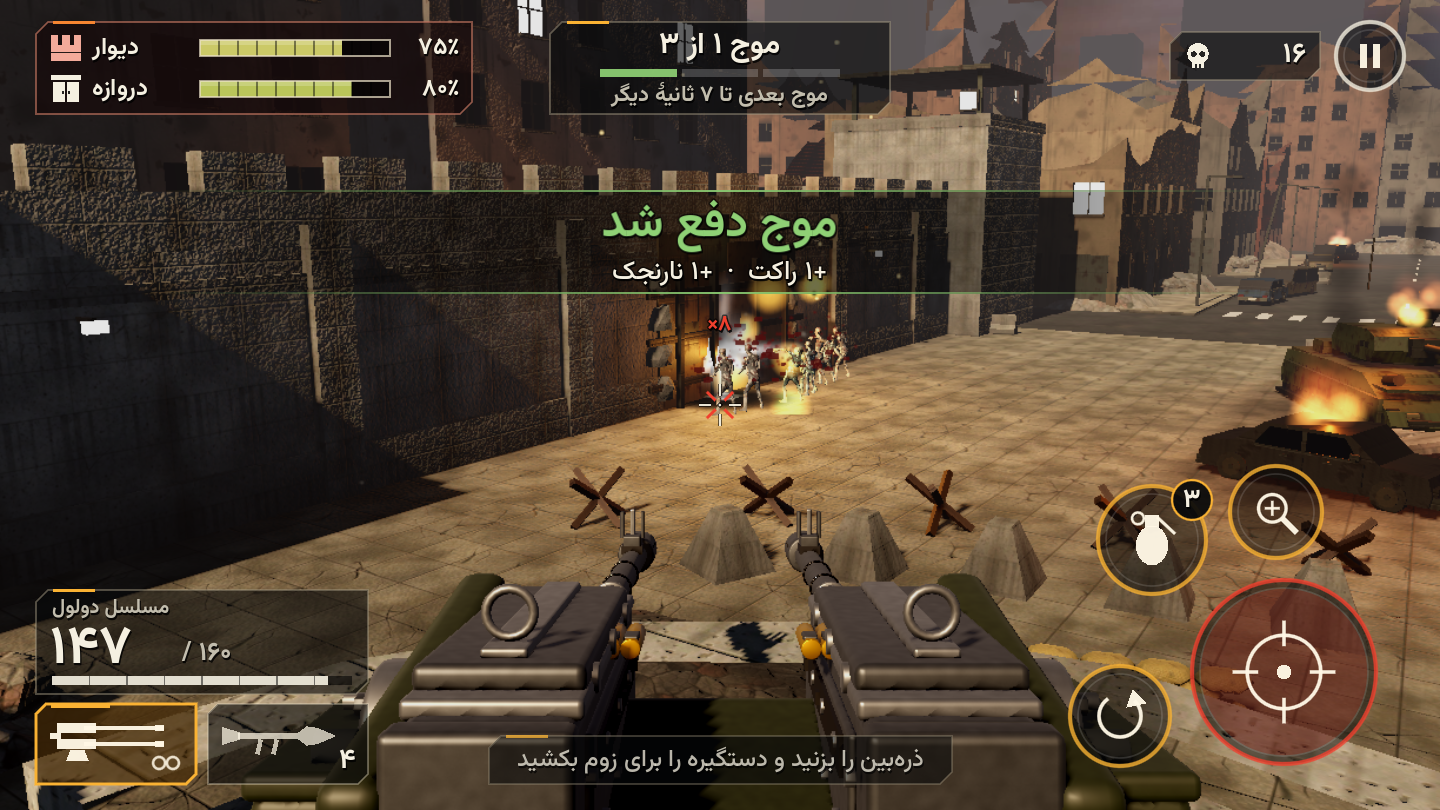 دیوار ۷۵٪
دروازه ۸۰٪
موج ۱ از ۳
موج بعدی تا ۷ ثانیهٔ دیگر
۱۶
موج دفع شد
+۱ راکت · +۱ نارنجک
×۸
۳
مسلسل دولول
۱۴۷ / ۱۶۰
∞
۴
ذره‌بین را بزنید و دستگیره را برای زوم بکشید